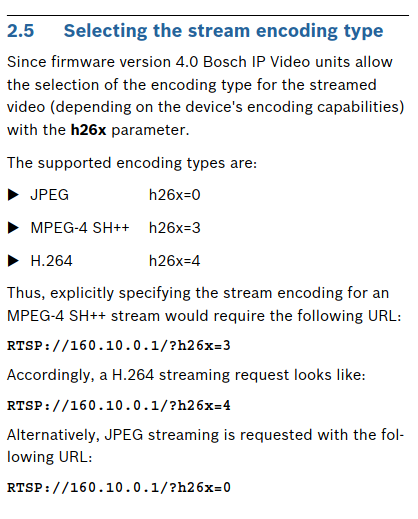 2.5 Selecting the stream encoding type
Since firmware version 4.0 Bosch IP Video units allow
the selection of the encoding type for the streamed
video (depending on the device's encoding capabilities)
with the h26x parameter.
The supported encoding types are:
▶ JPEG h26x=0
▶ MPEG-4 SH++ h26x=3
▶ H.264 h26x=4
Thus, explicitly specifying the stream encoding for an
MPEG-4 SH++ stream would require the following URL:
RTSP://160.10.0.1/?h26x=3
Accordingly, a H.264 streaming request looks like:
RTSP://160.10.0.1/?h26x=4
Alternatively, JPEG streaming is requested with the fol-
lowing URL:
RTSP://160.10.0.1/?h26x=0